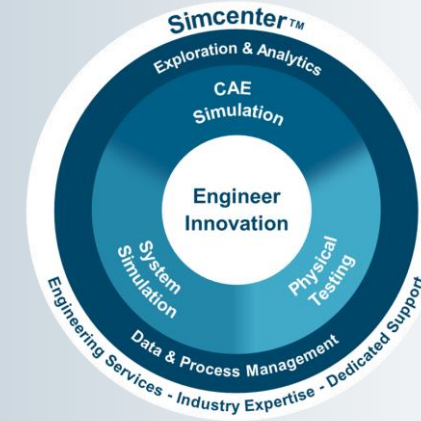 Simcenter™
Exploration & Analytics
CAE
Simulation
Engineer
Innovation
System
Simulation
Physical
Testing
Data & Process Management
Engineering Services - Industry Expertise - Dedicated Support